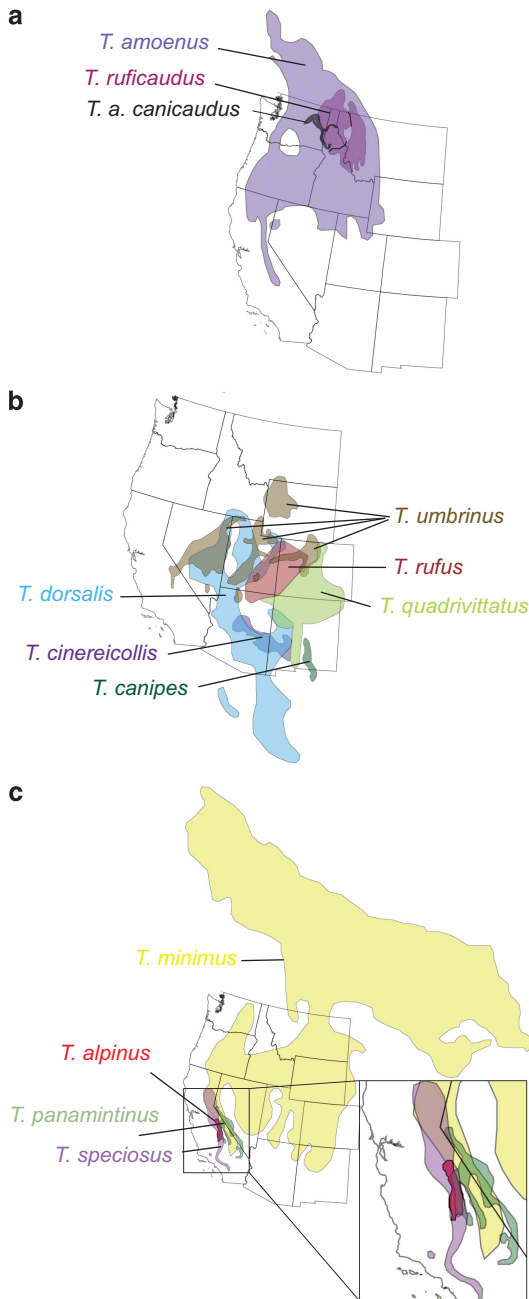 a
T. amoenus
T. ruficaudus
T. a. canicaudus
b
T. umbrinus
T. rufus
T. dorsalis
T. quadrivittatus
T. cinereicollis
T. canipes
c
T. minimus
T. alpinus
T. panamintinus
T. speciosus